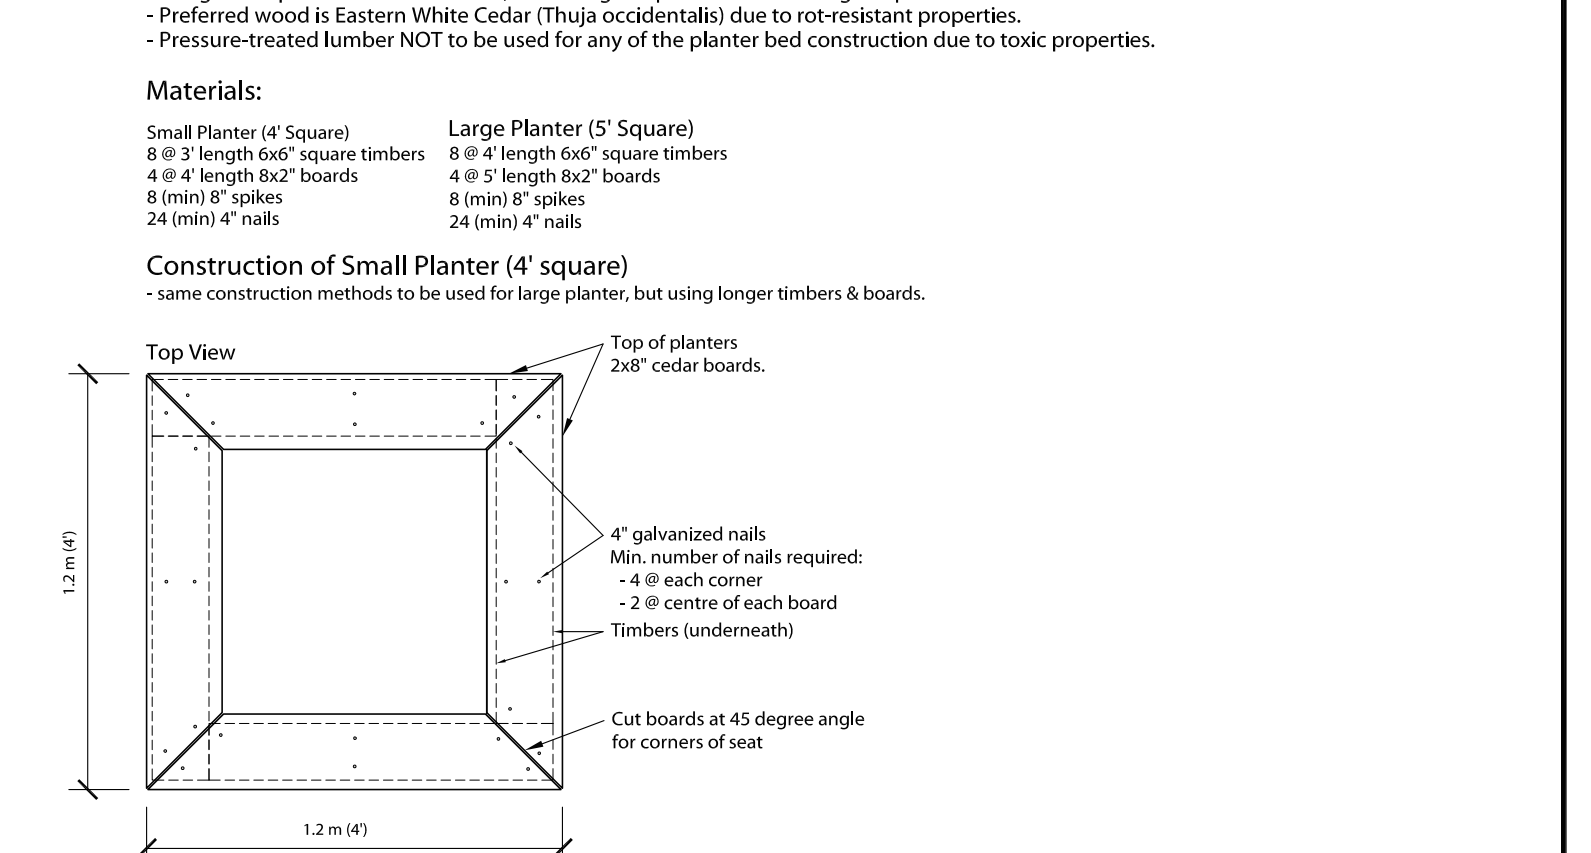 - Preferred wood is Eastern White Cedar (Thuja occidentalis) due to rot-resistant properties.
- Pressure-treated lumber NOT to be used for any of the planter bed construction due to toxic properties.
Materials:
Small Planter (4' Square)
8 @ 3' length 6x6" square timbers
4 @ 4' length 8x2" boards
8 (min) 8" spikes
24 (min) 4" nails
Large Planter (5' Square)
8 @ 4' length 6x6" square timbers
4 @ 5' length 8x2" boards
8 (min) 8" spikes
24 (min) 4" nails
Construction of Small Planter (4' square)
- same construction methods to be used for large planter, but using longer timbers & boards.
Top View
Top of planters
2x8" cedar boards.
1.2 m (4')
4" galvanized nails
Min. number of nails required:
- 4 @ each corner
- 2 @ centre of each board
Timbers (underneath)
Cut boards at 45 degree angle
for corners of seat
1.2 m (4')